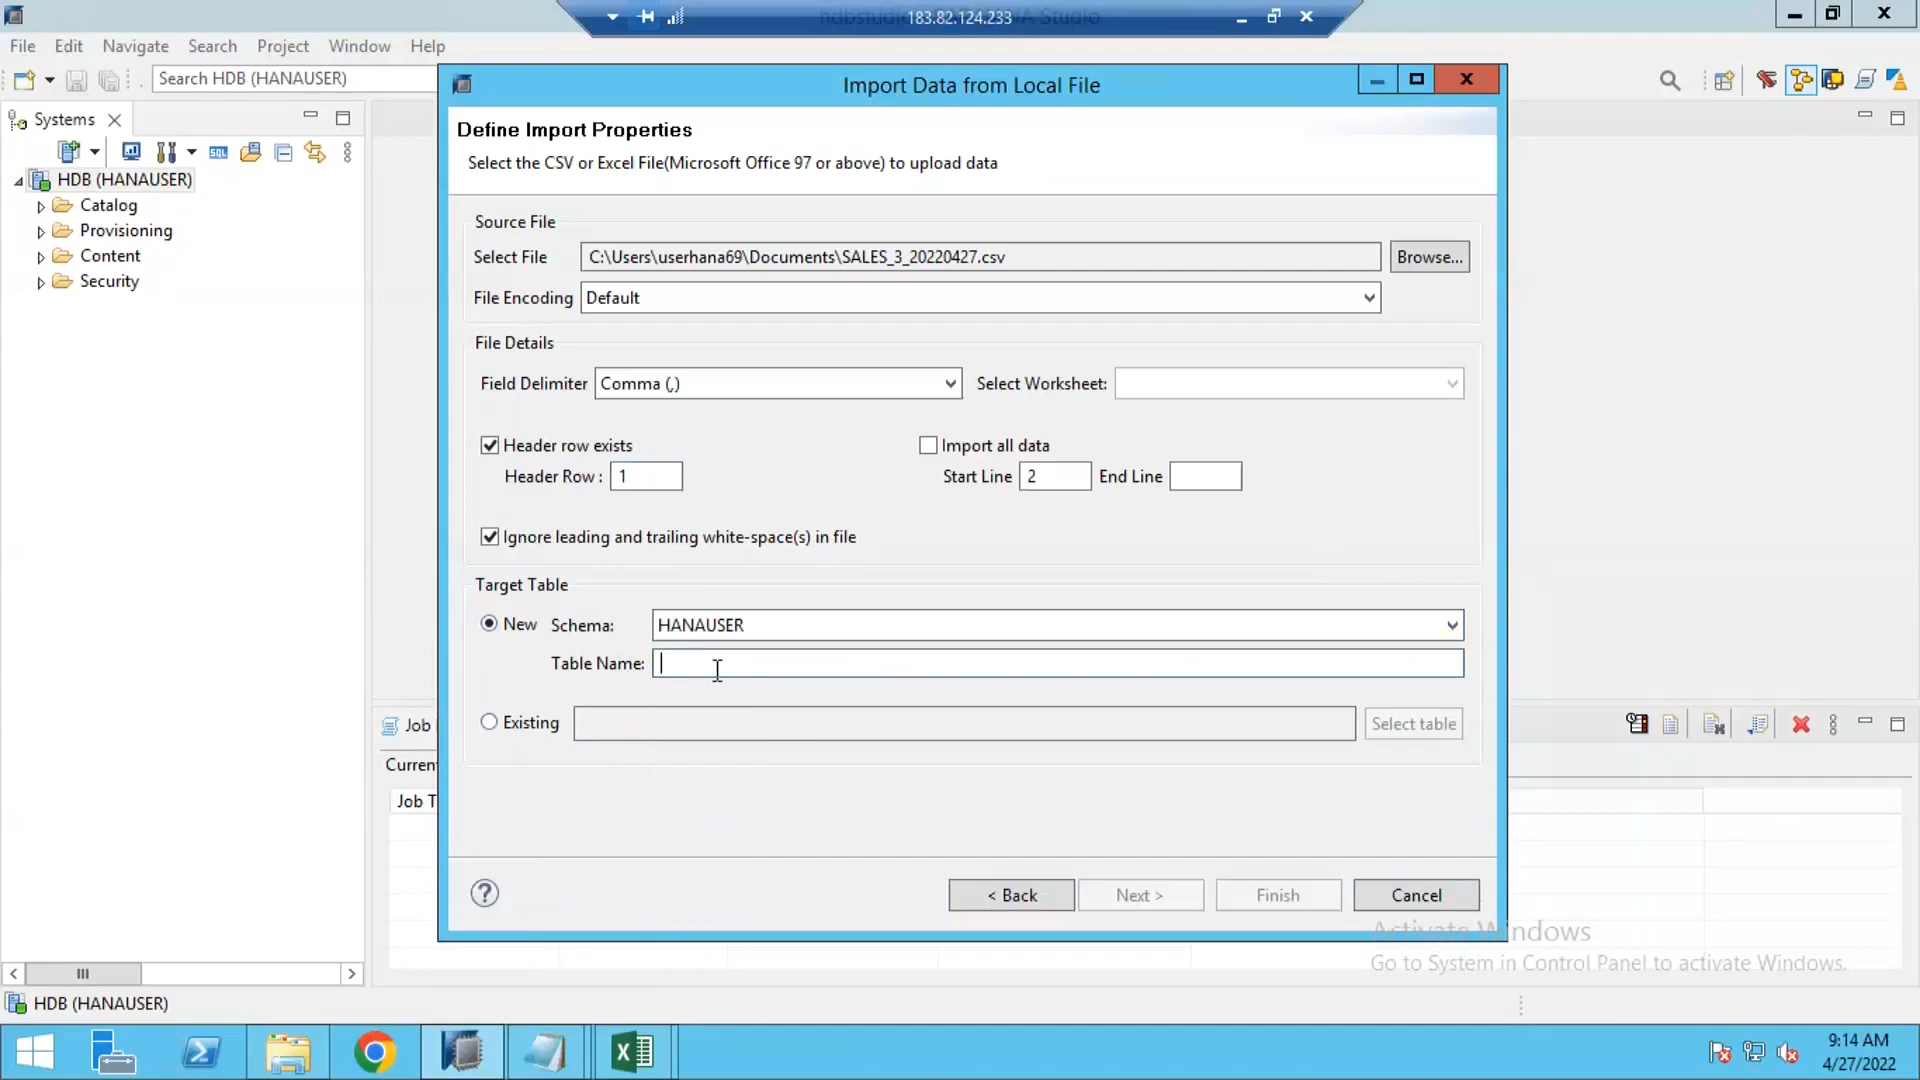 183.82.124.233
File Edit Navigate Search Project Window Help
Search HDB (HANAUSER)
Systems
HDB (HANAUSER)
Catalog
Provisioning
Content
Security
Import Data from Local File
Define Import Properties
Select the CSV or Excel File(Microsoft Office 97 or above) to upload data
Source File
Select File C:\Users\userhana69\Documents\SALES_3_20220427.csv Browse...
File Encoding Default
File Details
Field Delimiter Comma (,) Select Worksheet:
Header row exists Import all data
Header Row : 1 Start Line 2 End Line
Ignore leading and trailing white-space(s) in file
Target Table
New Schema: HANAUSER
Table Name:
Existing Select table
Job
Curren
Job T
< Back Next > Finish Cancel
Activate Windows
Go to System in Control Panel to activate Windows.
HDB (HANAUSER)
9:14 AM
4/27/2022